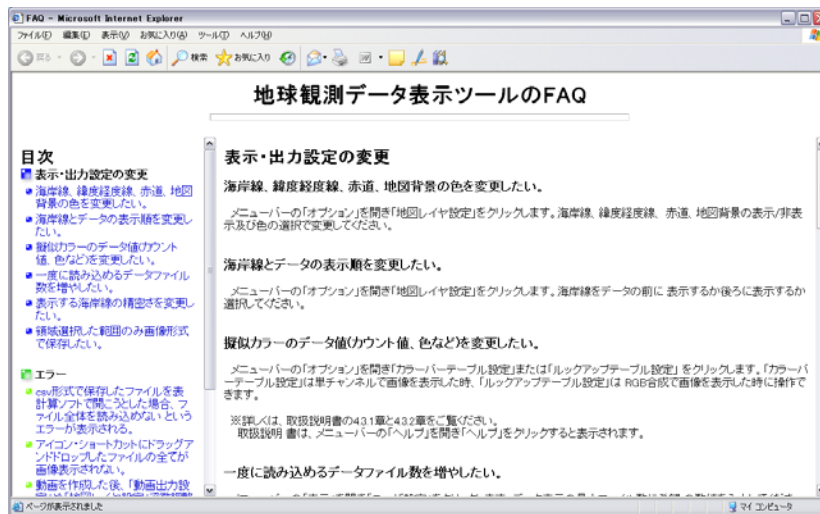 FAQ - Microsoft Internet Explorer
ファイル(F) 編集(E) 表示(V) お気に入り(A) ツール(T) ヘルプ(H)
戻る 検索 お気に入り
地球観測データ表示ツールのFAQ
目次
表示・出力設定の変更
海岸線、緯度経度線、赤道、地図
背景の色を変更したい。
海岸線とデータの表示順を変更し
たい。
擬似カラーのデータ値(カウント
値、色など)を変更したい。
一度に読み込めるデータファイル
数を増やしたい。
表示する海岸線の精密さを変更し
たい。
領域選択した範囲のみ画像形式
で保存したい。
エラー
csv形式で保存したファイルを表
計算ソフトで開こうとした場合、フ
ァイル全体を読み込めない という
エラーが表示される。
アイコン・ショートカットにドラッグア
ンドドロップしたファイルの全てが
画像表示されない。
動画を作成した後、「動画出力設
表示・出力設定の変更
海岸線、緯度経度線、赤道、地図背景の色を変更したい。
メニューバーの「オプション」を開き「地図レイヤ設定」をクリックします。海岸線、緯度経度線、赤道、地図背景の表示/非表
示及び色の選択で変更してください。
海岸線とデータの表示順を変更したい。
メニューバーの「オプション」を開き「地図レイヤ設定」をクリックします。海岸線をデータの前に 表示するか後ろに表示するか
選択してください。
擬似カラーのデータ値(カウント値、色など)を変更したい。
メニューバーの「オプション」を開き「カラーバーテーブル設定」または「ルックアップテーブル設定」をクリックします。「カラーバ
ーテーブル設定」は単チャンネルで画像を表示した時、「ルックアップテーブル設定」は RGB合成で画像を表示した時に操作で
きます。
※詳しくは、取扱説明書の4.3.1章と4.3.2章をご覧ください。
取扱説明 書は、メニューバーの「ヘルプ」を開き「ヘルプ」をクリックすると表示されます。
一度に読み込めるデータファイル数を増やしたい。
ページが表示されました
マイ コンピュータ